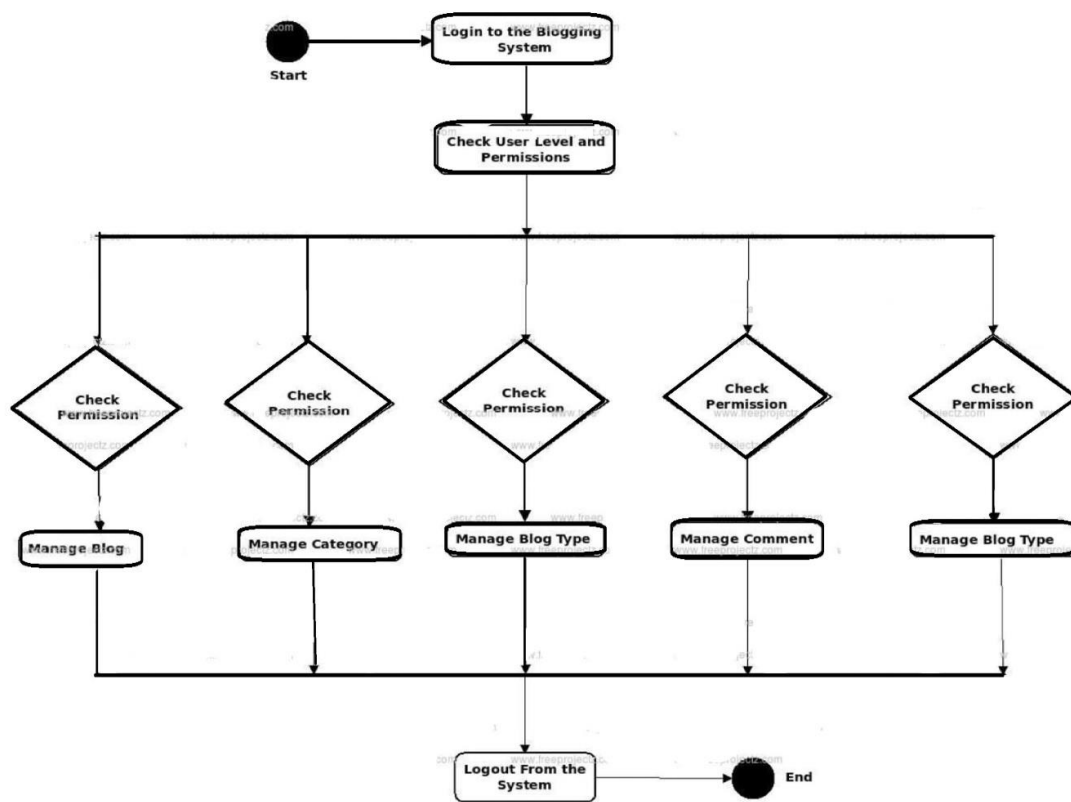 Login to the Blogging
System
Start
Check User Level and
Permissions
Check
Permission
Check
Permission
Check
Permission
Check
Permission
Check
Permission
Manage Blog
Manage Category
Manage Blog Type
Manage Comment
Manage Blog Type
Logout From the
System
End